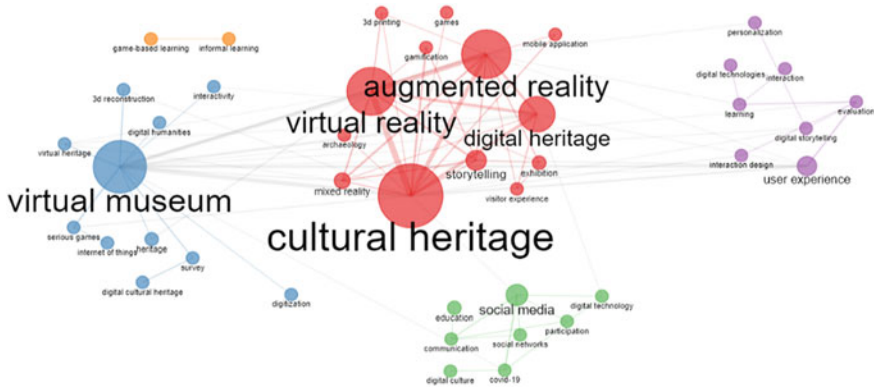 3d printing
games
personalization
game-based learning
informal learning
gamification
mobile application
digital technologies
interaction
augmented reality
3d reconstruction
interactivity
learning
evaluation
virtual reality
digital humanities
digital heritage
digital storytelling
virtual heritage
archaeology
interaction design
storytelling
exhibition
user experience
mixed reality
visitor experience
virtual museum
cultural heritage
serious games
internet of things
heritage
survey
digital cultural heritage
digitization
social media
digital technology
education
participation
communication
social networks
digital culture
covid-19